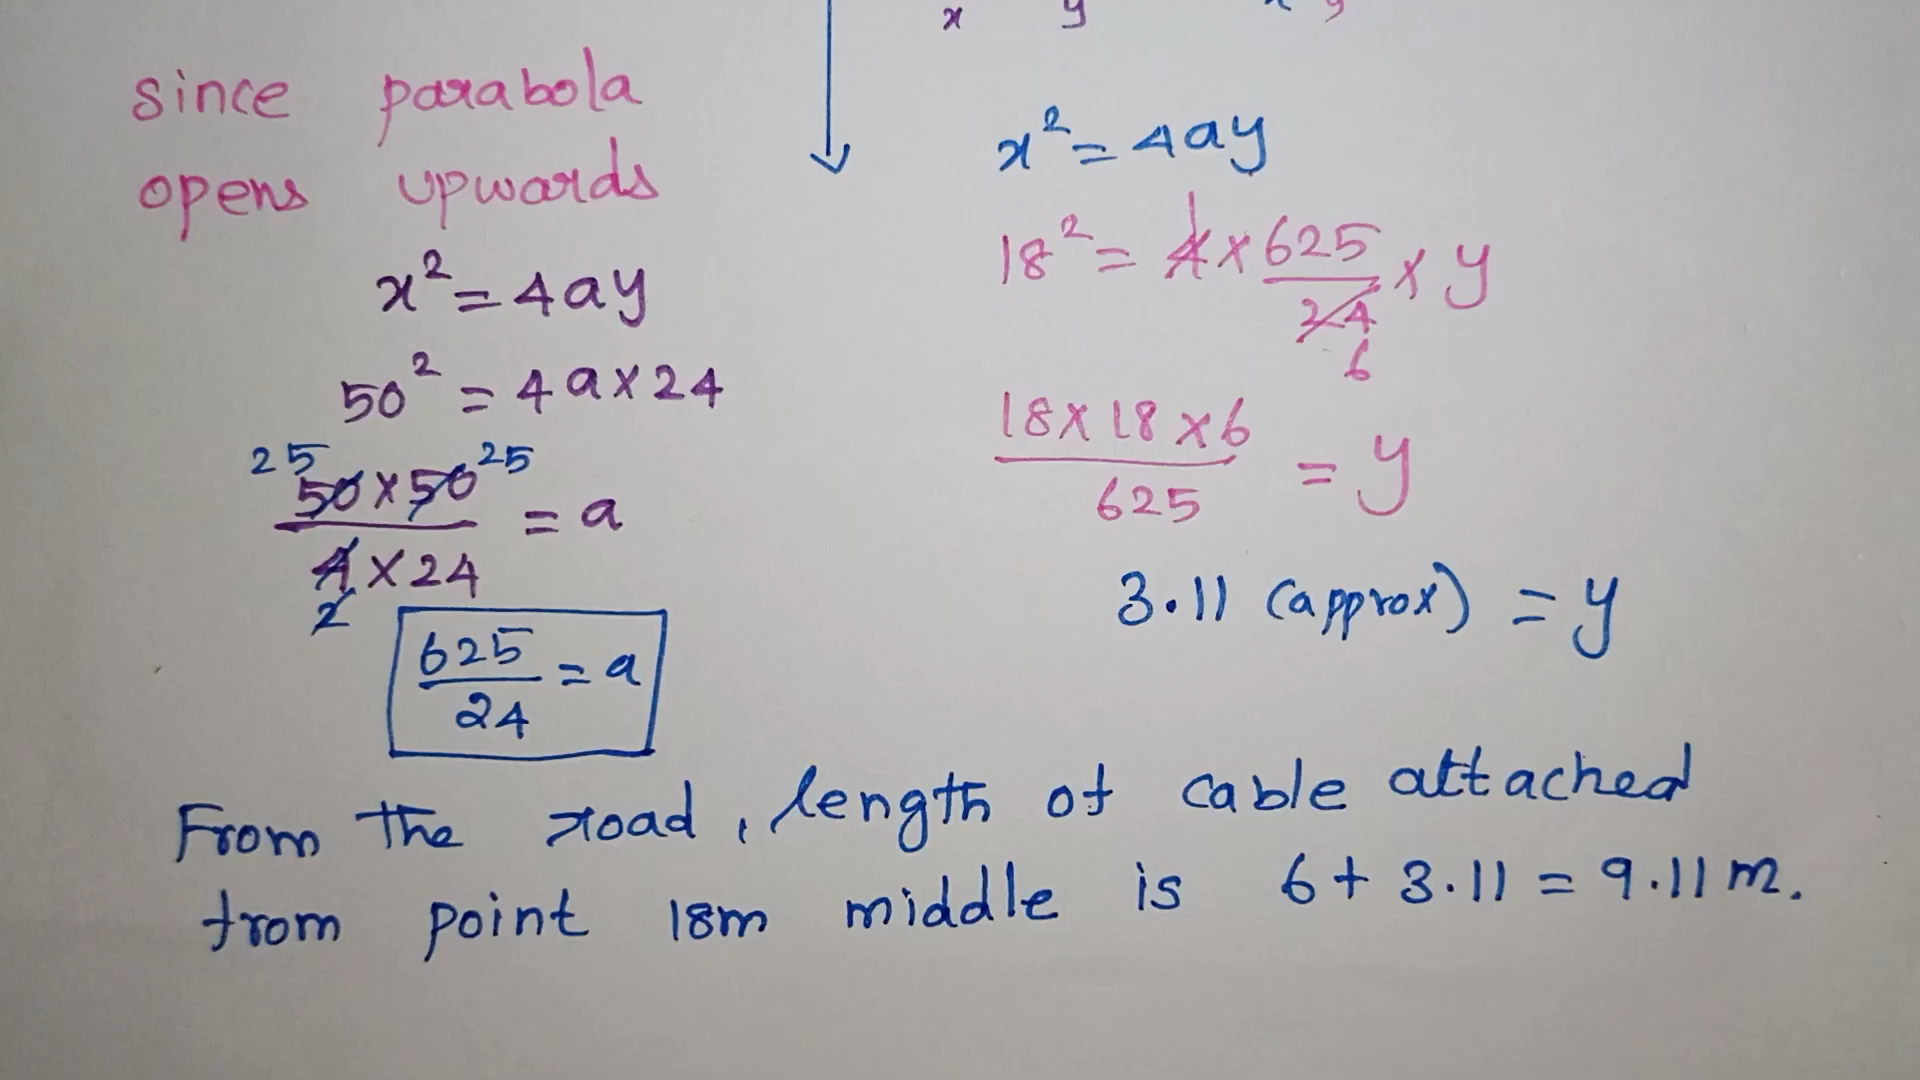 x y x y
since parabola
opens upwards
x² = 4ay
50² = 4a×24
25 25
50×50 = a
4×24
2
625 = a
24
x² = 4ay
1
18² = 4×625 × y
24
6
18×18×6 = y
625
3.11 (approx) = y
From the road, length of cable attached
from point 18m middle is 6+3.11 = 9.11m.